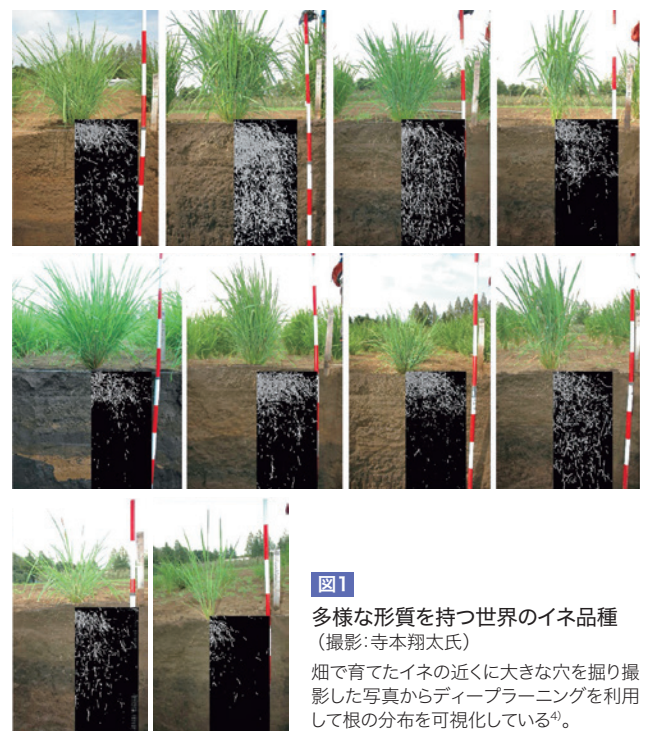 図1
多様な形質を持つ世界のイネ品種
（撮影：寺本翔太氏）
畑で育てたイネの近くに大きな穴を掘り撮
影した写真からディープラーニングを利用
して根の分布を可視化している⁴⁾。